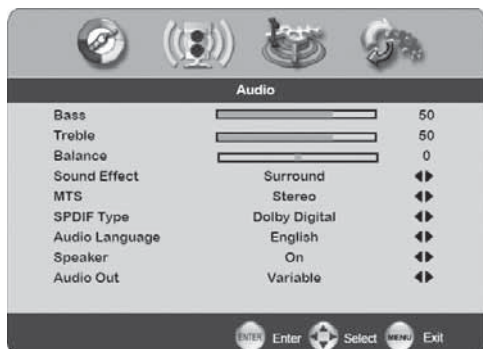 Audio
Bass 50
Treble 50
Balance 0
Sound Effect Surround
MTS Stereo
SPDIF Type Dolby Digital
Audio Language English
Speaker On
Audio Out Variable
ENTER Enter Select MENU Exit